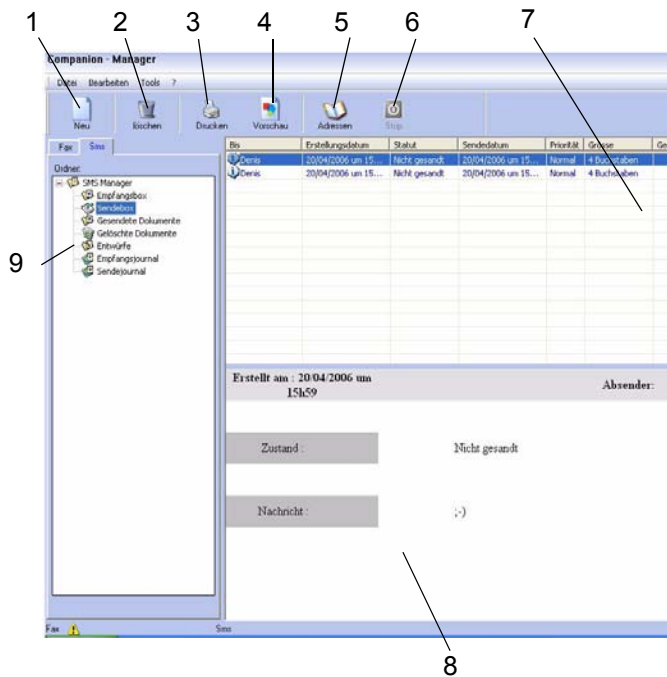 1 2 3 4 5 6 7
Companion - Manager
Datei Bearbeiten Tools ?
Neu löschen Drucken Vorschau Adressen Stop
Fax Sms
Bis Erstellungsdatum Statut Sendedatum Priorität Grösse Ge
Denis 20/04/2006 um 15... Nicht gesandt 20/04/2006 um 15... Normal 4 Buchstaben
Denis 20/04/2006 um 15... Nicht gesandt 20/04/2006 um 15... Normal 4 Buchstaben
Ordner:
SMS Manager
Empfangsbox
Sendebox
Gesendete Dokumente
Gelöschte Dokumente
9
Entwürfe
Empfangsjournal
Sendejournal
Erstellt am : 20/04/2006 um
15h59
Absender:
Zustand : Nicht gesandt
Nachricht : ;-)
Fax Sms
8